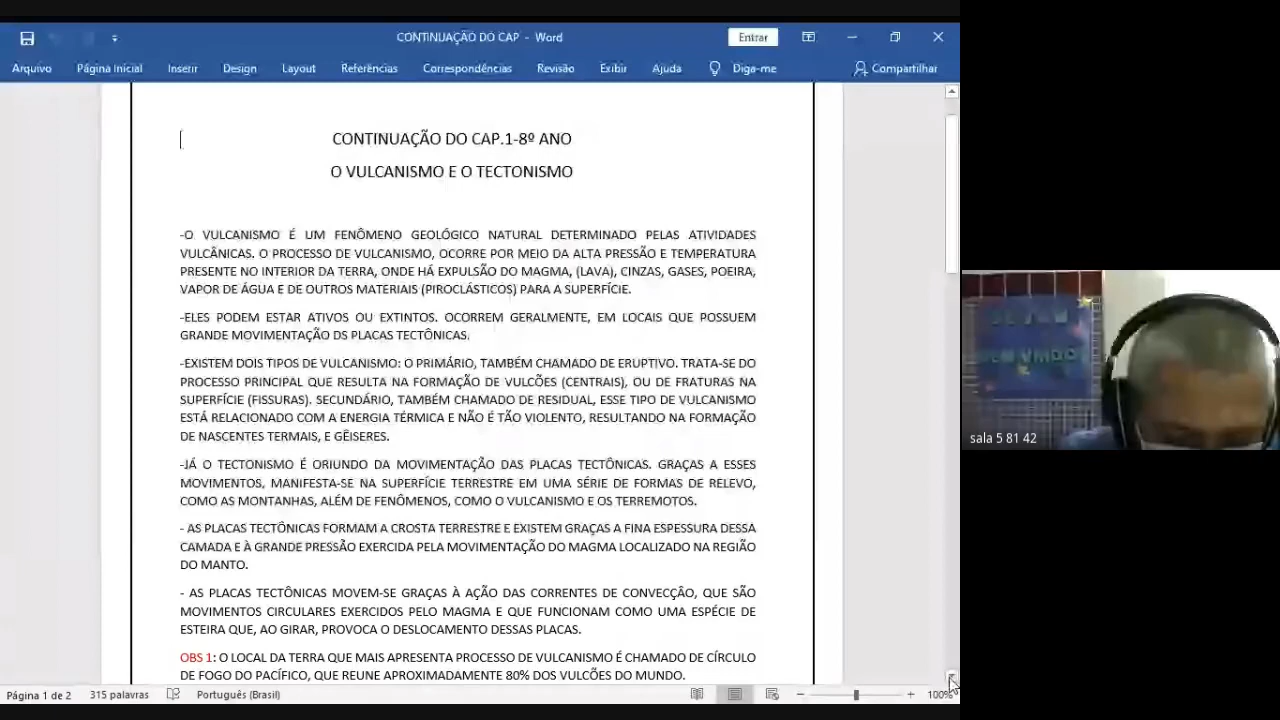 CONTINUAÇÃO DO CAP - Word
Entrar
Arquivo Página Inicial Inserir Design Layout Referências Correspondências Revisão Exibir Ajuda Diga-me Compartilhar
CONTINUAÇÃO DO CAP.1-8º ANO
O VULCANISMO E O TECTONISMO
-O VULCANISMO É UM FENÔMENO GEOLÓGICO NATURAL DETERMINADO PELAS ATIVIDADES
VULCÂNICAS. O PROCESSO DE VULCANISMO, OCORRE POR MEIO DA ALTA PRESSÃO E TEMPERATURA
PRESENTE NO INTERIOR DA TERRA, ONDE HÁ EXPULSÃO DO MAGMA, (LAVA), CINZAS, GASES, POEIRA,
VAPOR DE ÁGUA E DE OUTROS MATERIAIS (PIROCLÁSTICOS) PARA A SUPERFÍCIE.
-ELES PODEM ESTAR ATIVOS OU EXTINTOS. OCORREM GERALMENTE, EM LOCAIS QUE POSSUEM
GRANDE MOVIMENTAÇÃO DS PLACAS TECTÔNICAS.
-EXISTEM DOIS TIPOS DE VULCANISMO: O PRIMÁRIO, TAMBÉM CHAMADO DE ERUPTIVO. TRATA-SE DO
PROCESSO PRINCIPAL QUE RESULTA NA FORMAÇÃO DE VULCÕES (CENTRAIS), OU DE FRATURAS NA
SUPERFÍCIE (FISSURAS). SECUNDÁRIO, TAMBÉM CHAMADO DE RESIDUAL, ESSE TIPO DE VULCANISMO
ESTÁ RELACIONADO COM A ENERGIA TÉRMICA E NÃO É TÃO VIOLENTO, RESULTANDO NA FORMAÇÃO
DE NASCENTES TERMAIS, E GÊISERES.
-JÁ O TECTONISMO É ORIUNDO DA MOVIMENTAÇÃO DAS PLACAS TECTÔNICAS. GRAÇAS A ESSES
MOVIMENTOS, MANIFESTA-SE NA SUPERFÍCIE TERRESTRE EM UMA SÉRIE DE FORMAS DE RELEVO,
COMO AS MONTANHAS, ALÉM DE FENÔMENOS, COMO O VULCANISMO E OS TERREMOTOS.
- AS PLACAS TECTÔNICAS FORMAM A CROSTA TERRESTRE E EXISTEM GRAÇAS A FINA ESPESSURA DESSA
CAMADA E À GRANDE PRESSÃO EXERCIDA PELA MOVIMENTAÇÃO DO MAGMA LOCALIZADO NA REGIÃO
DO MANTO.
- AS PLACAS TECTÔNICAS MOVEM-SE GRAÇAS À AÇÃO DAS CORRENTES DE CONVECÇÂO, QUE SÃO
MOVIMENTOS CIRCULARES EXERCIDOS PELO MAGMA E QUE FUNCIONAM COMO UMA ESPÉCIE DE
ESTEIRA QUE, AO GIRAR, PROVOCA O DESLOCAMENTO DESSAS PLACAS.
OBS 1: O LOCAL DA TERRA QUE MAIS APRESENTA PROCESSO DE VULCANISMO É CHAMADO DE CÍRCULO
DE FOGO DO PACÍFICO, QUE REUNE APROXIMADAMENTE 80% DOS VULCÕES DO MUNDO.
Página 1 de 2 315 palavras Português (Brasil) 100%
sala 5 81 42